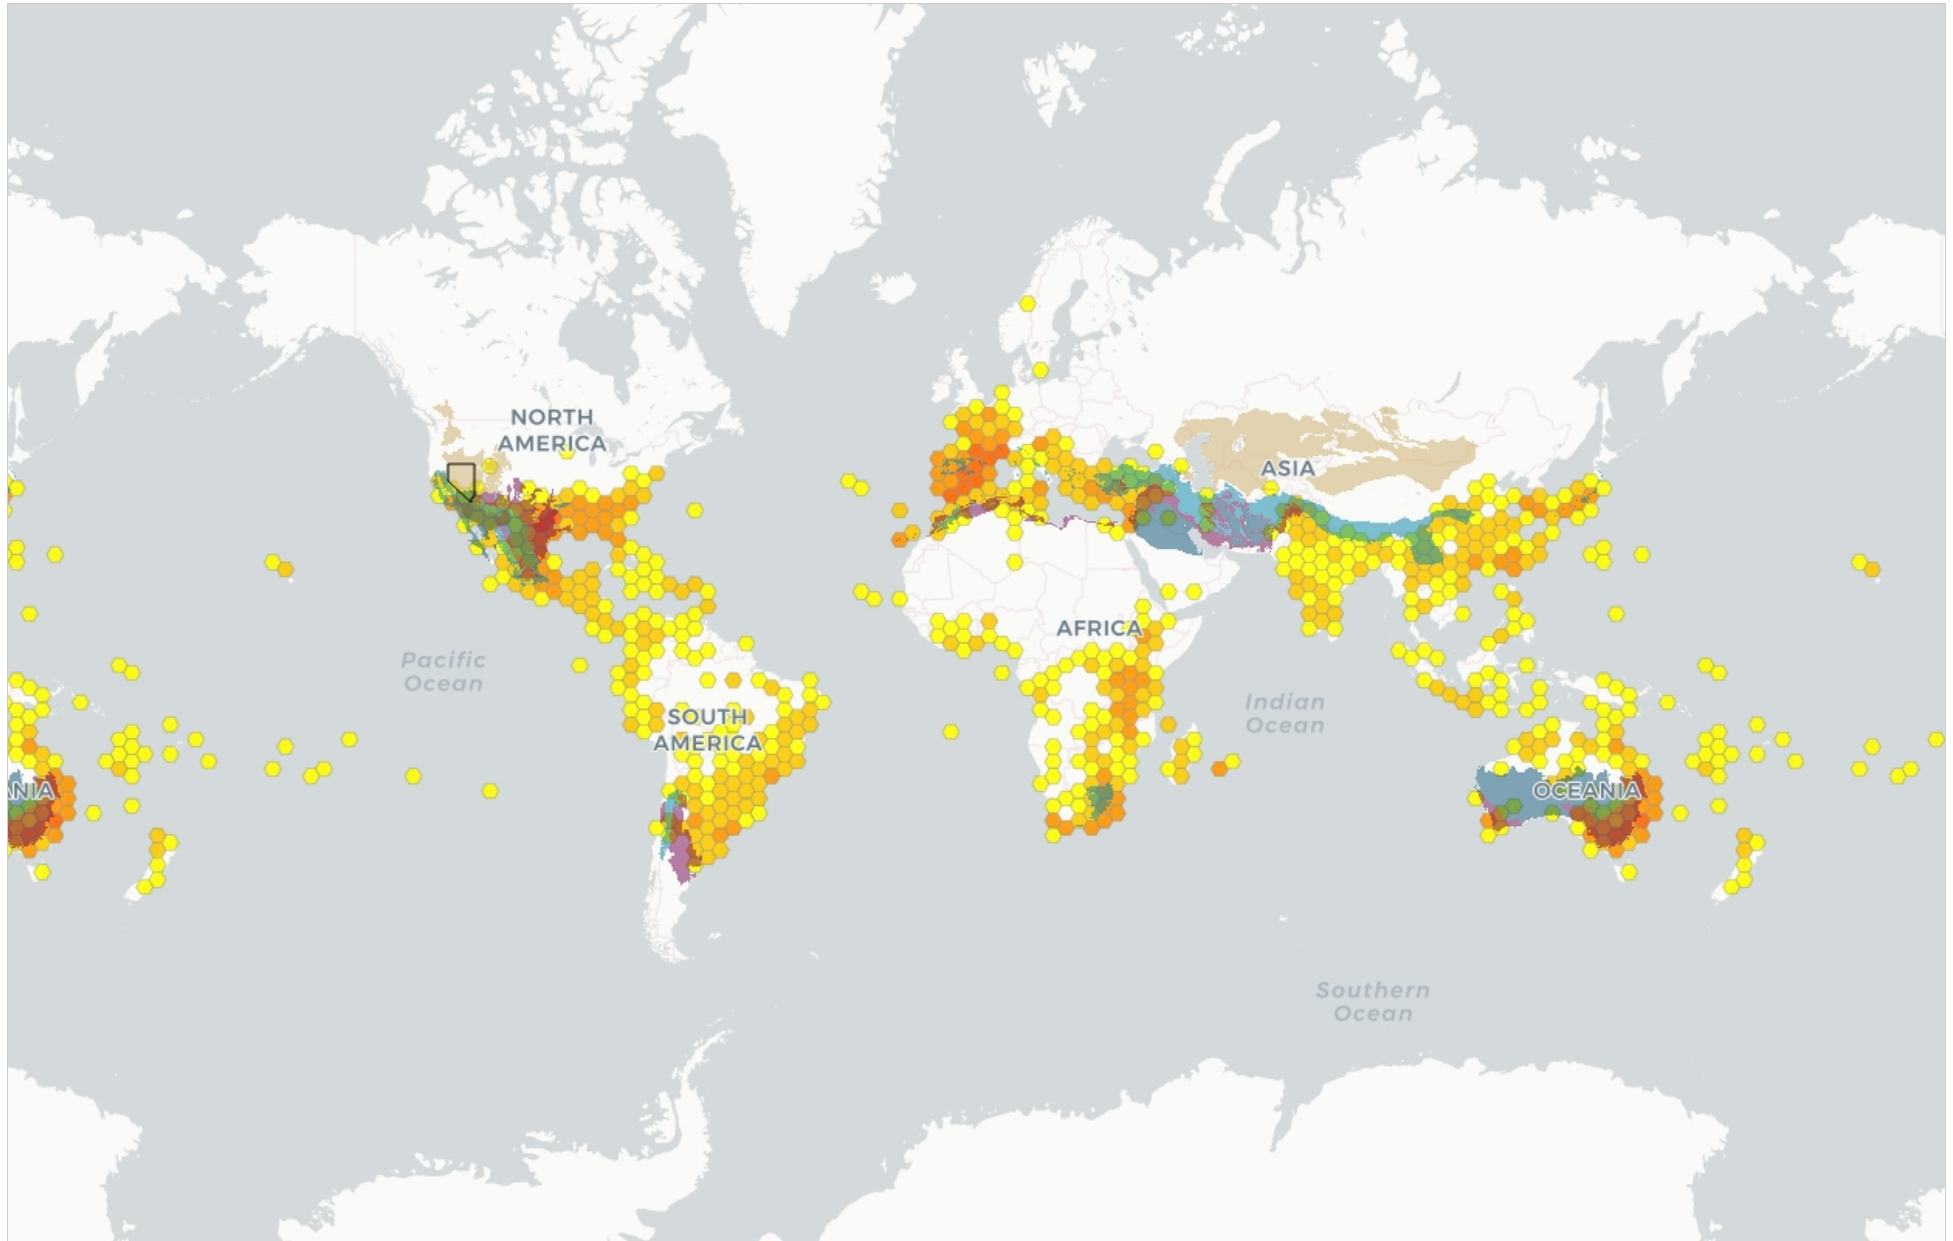 NORTH
AMERICA
ASIA
AFRICA
Pacific
Ocean
SOUTH
AMERICA
Indian
Ocean
NIA
OCEANIA
Southern
Ocean